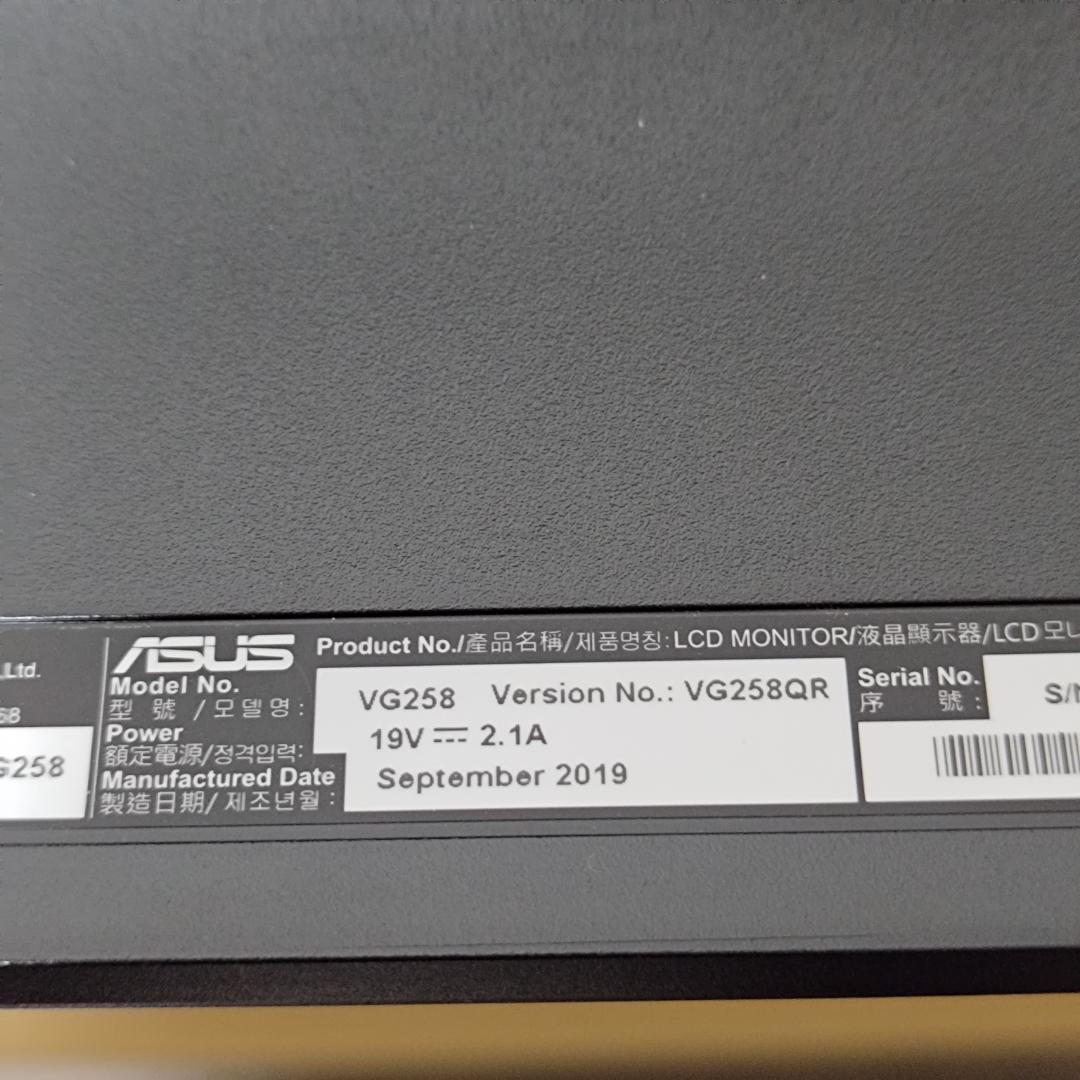 Ltd.
68
G258
ASUS
Product No./產品名稱/제품명칭: LCD MONITOR/液晶顯示器/LCD 모니
Model No.
型 號 / 모델명 :
VG258 Version No.: VG258QR
Power
額定電源/정격입력:
19V ⎓ 2.1A
Manufactured Date
製造日期/ 제조년월 :
September 2019
Serial No.
序 號 :
S/N